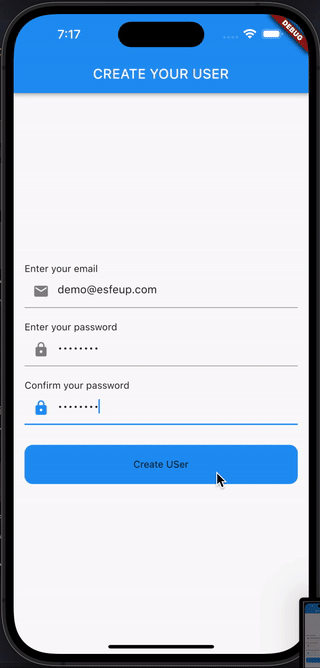 7:17
DEBUG
CREATE YOUR USER
Enter your email
demo@esfeup.com
Enter your password
••••••••
Confirm your password
••••••••
Create USer